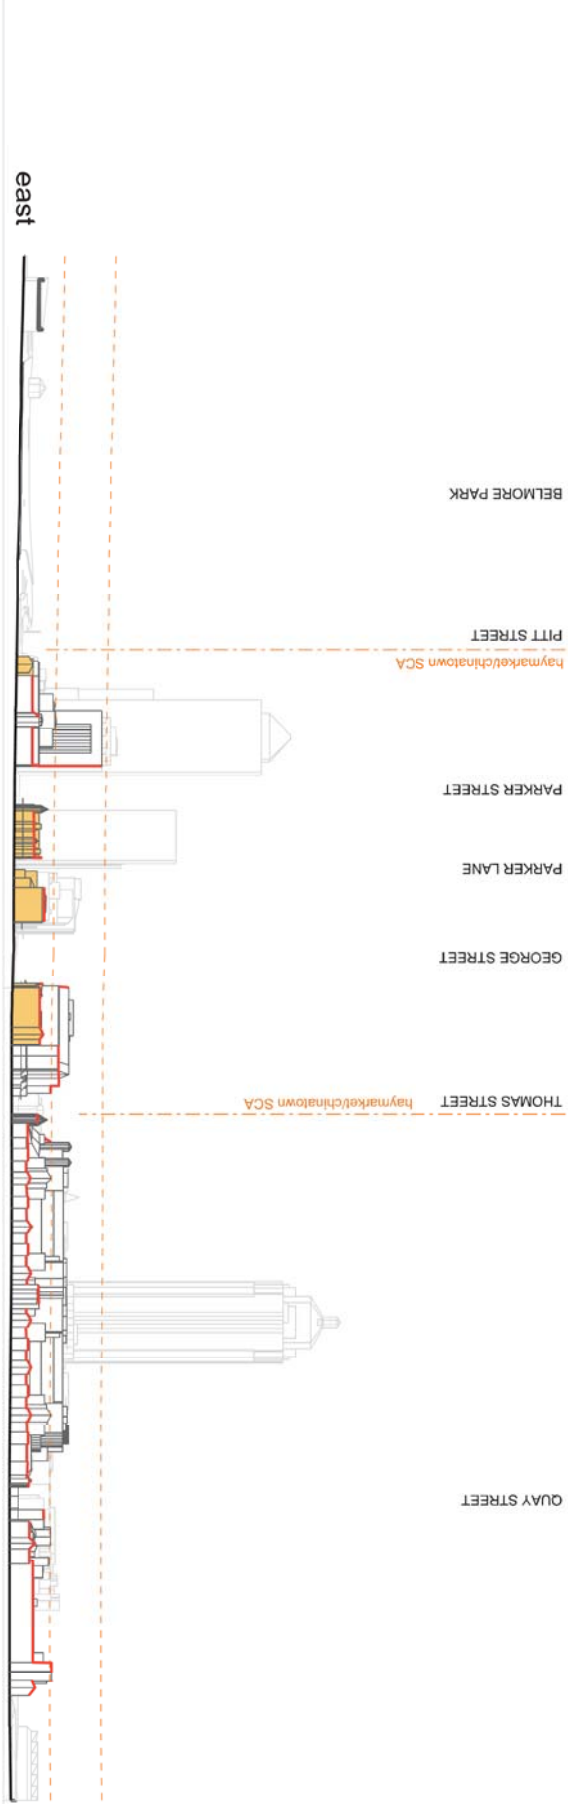 east
BELMORE PARK
PITT STREET
haymarket/chinatown SCA
PARKER STREET
PARKER LANE
GEORGE STREET
THOMAS STREET
haymarket/chinatown SCA
QUAY STREET